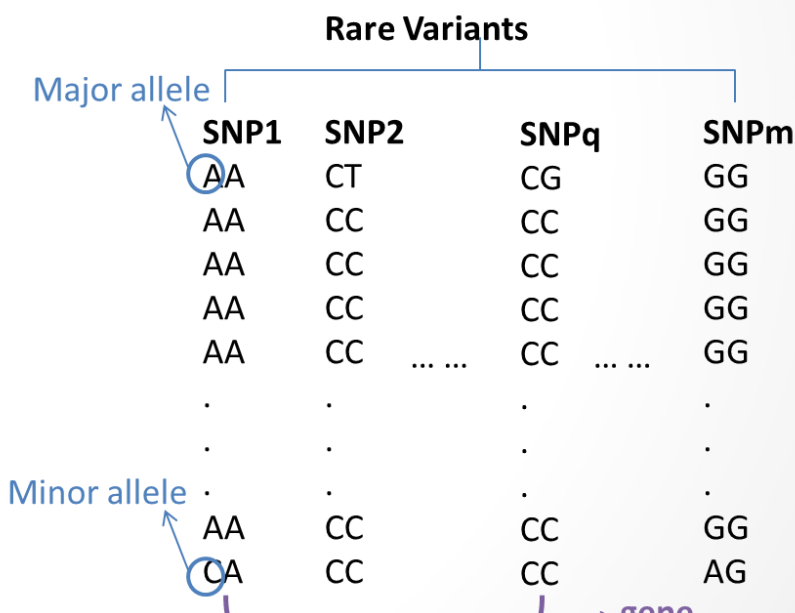 Rare Variants
Major allele
SNP1 SNP2 SNPq SNPm
AA CT CG GG
AA CC CC GG
AA CC CC GG
AA CC CC GG
AA CC ... ... CC ... ... GG
. . . .
. . . .
Minor allele . . . .
AA CC CC GG
CA CC CC AG
gene